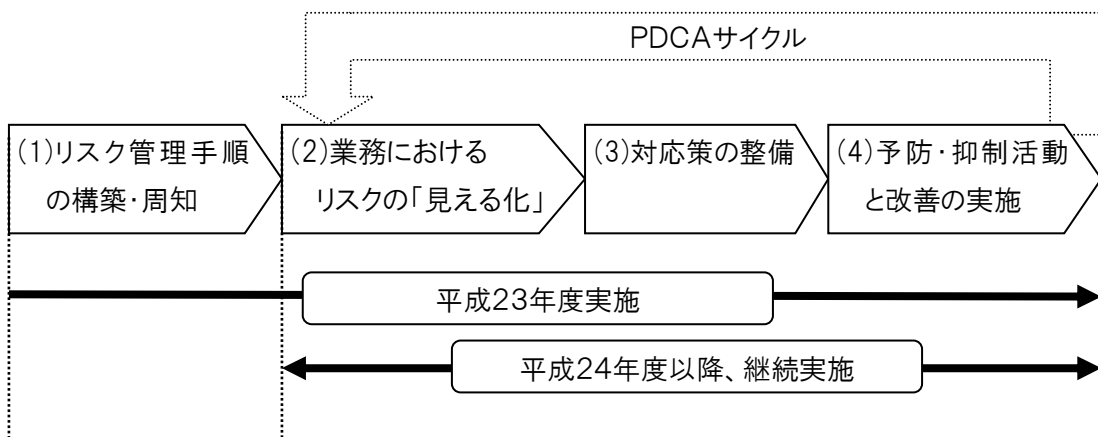 PDCAサイクル
(1)リスク管理手順
の構築・周知
(2)業務における
リスクの「見える化」
(3)対応策の整備
(4)予防・抑制活動
と改善の実施
平成23年度実施
平成24年度以降、継続実施